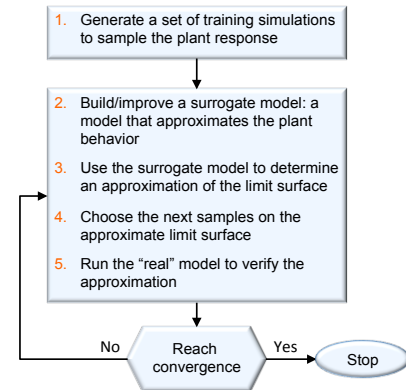 1. Generate a set of training simulations
to sample the plant response
2. Build/improve a surrogate model: a
model that approximates the plant
behavior
3. Use the surrogate model to determine
an approximation of the limit surface
4. Choose the next samples on the
approximate limit surface
5. Run the “real” model to verify the
approximation
No
Reach
convergence
Yes
Stop